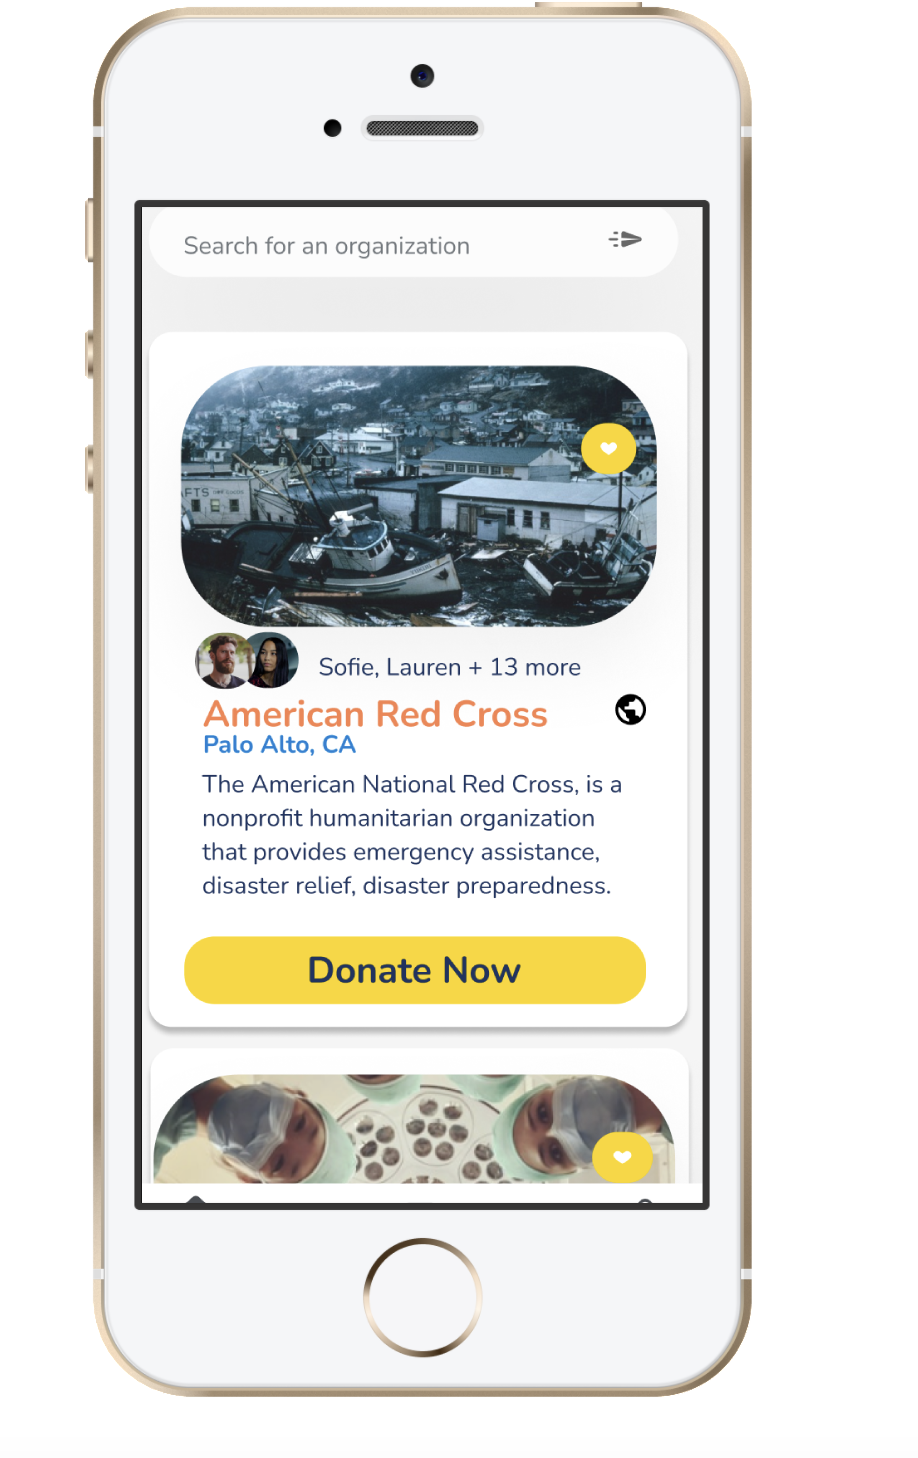 Search for an organization
AFTS
Sofie, Lauren + 13 more
American Red Cross
Palo Alto, CA
The American National Red Cross, is a
nonprofit humanitarian organization
that provides emergency assistance,
disaster relief, disaster preparedness.
Donate Now